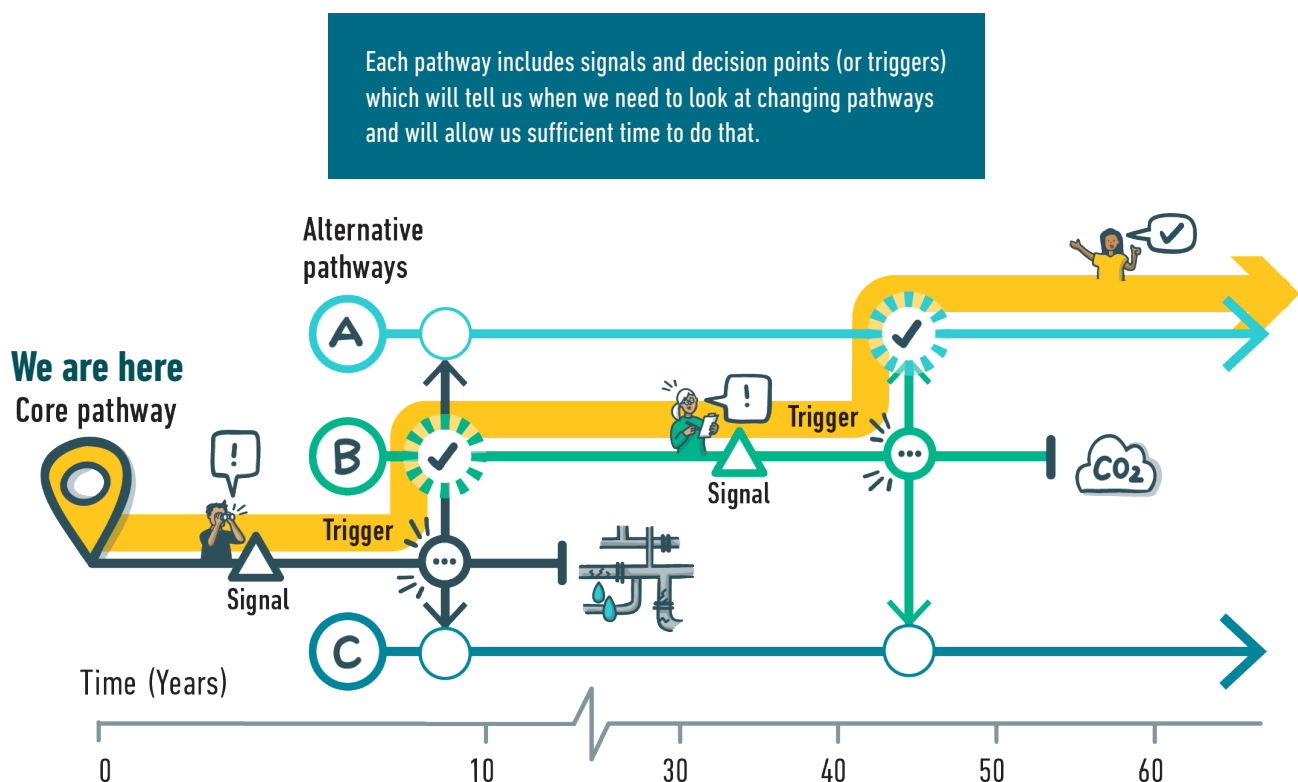 Each pathway includes signals and decision points (or triggers)
which will tell us when we need to look at changing pathways
and will allow us sufficient time to do that.
Alternative
pathways
A
We are here
Core pathway
!
B
!
Trigger
Signal
CO₂
Trigger
Signal
C
Time (Years)
0
10
30
40
50
60